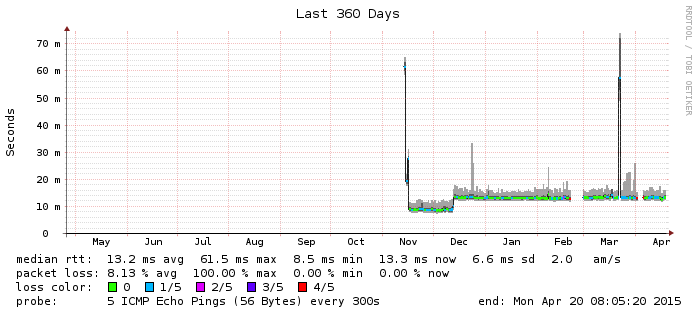 Last 360 Days
RRDTOOL / TOBI OETIKER
Seconds
70 m
60 m
50 m
40 m
30 m
20 m
10 m
0
May Jun Jul Aug Sep Oct Nov Dec Jan Feb Mar Apr
median rtt: 13.2 ms avg 61.5 ms max 8.5 ms min 13.3 ms now 6.6 ms sd 2.0 am/s
packet loss: 8.13 % avg 100.00 % max 0.00 % min 0.00 % now
loss color: 0 1/5 2/5 3/5 4/5
probe: 5 ICMP Echo Pings (56 Bytes) every 300s end: Mon Apr 20 08:05:20 2015